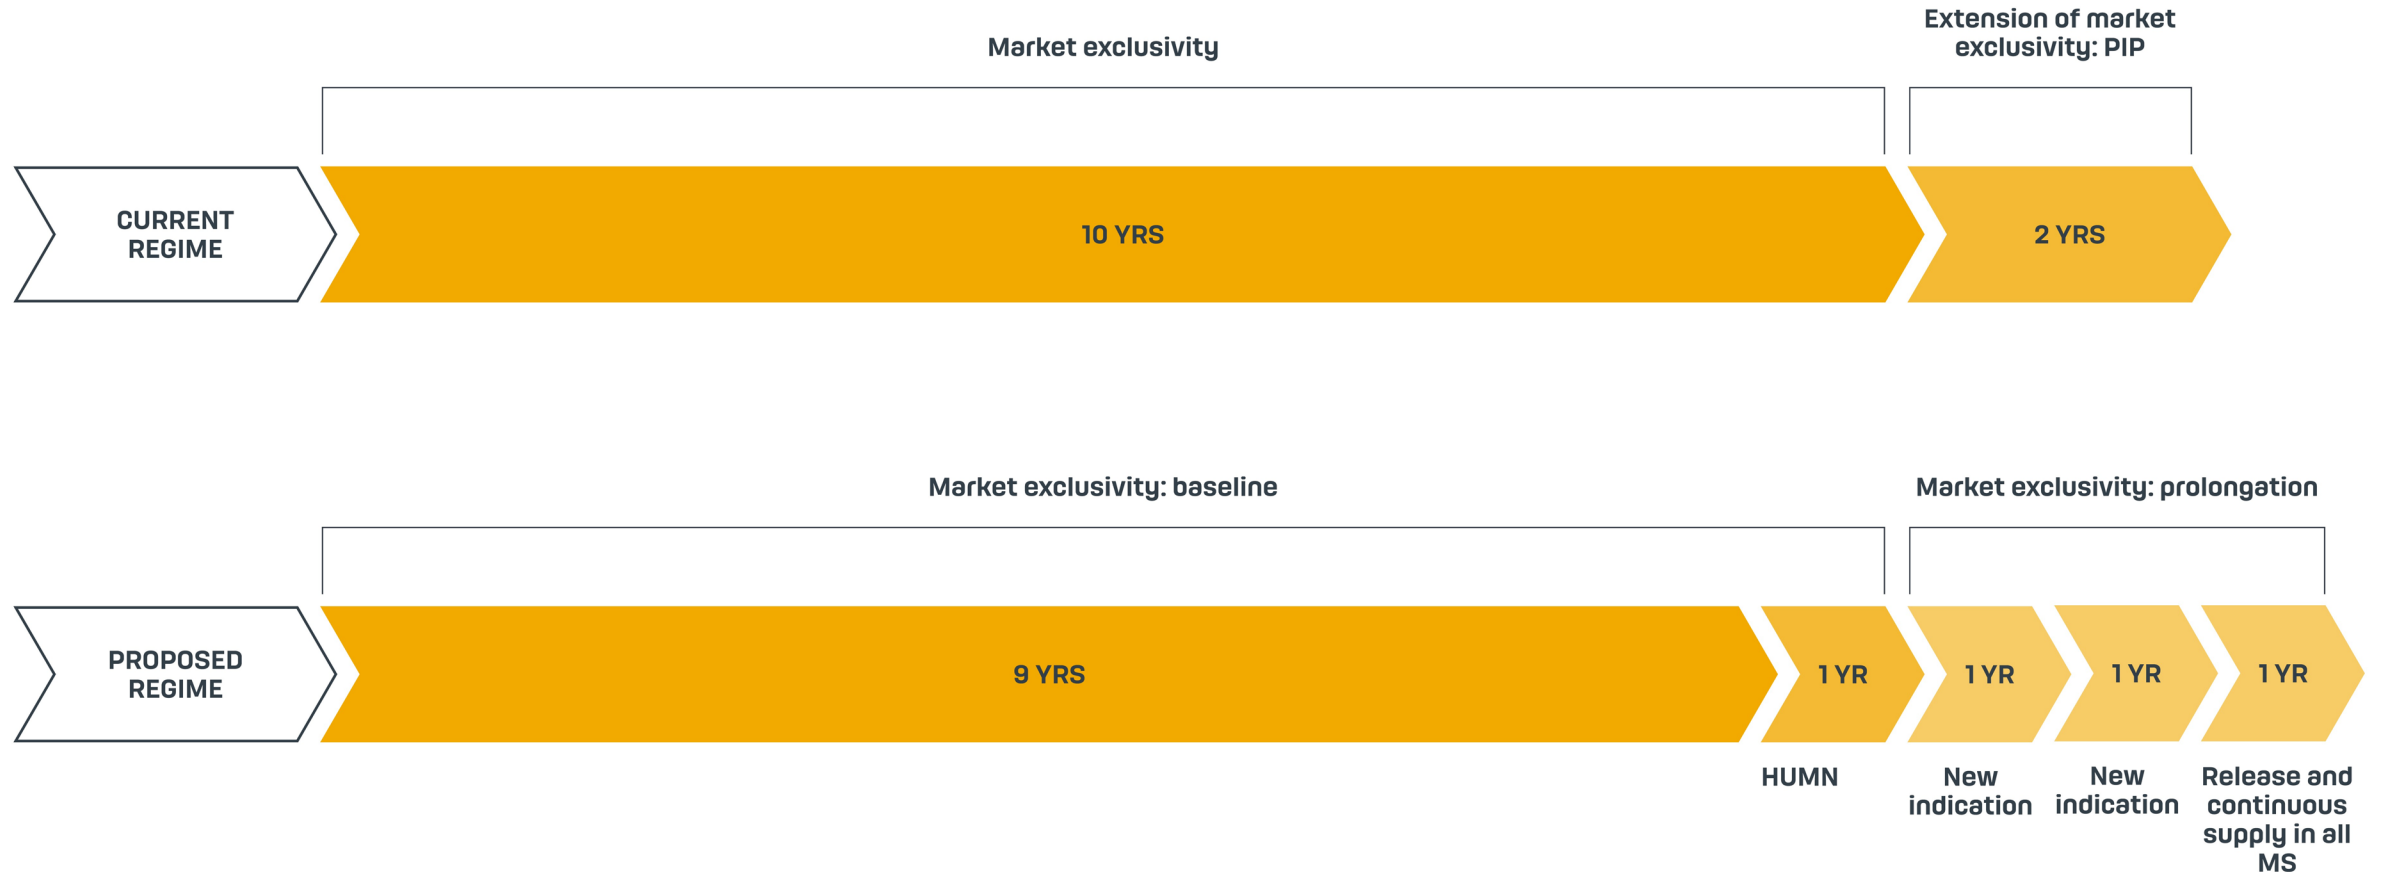 Market exclusivity
Extension of market
exclusivity: PIP
CURRENT
REGIME
10 YRS
2 YRS
Market exclusivity: baseline
Market exclusivity: prolongation
PROPOSED
REGIME
9 YRS
1 YR
1 YR
1 YR
1 YR
HUMN
New
indication
New
indication
Release and
continuous
supply in all
MS